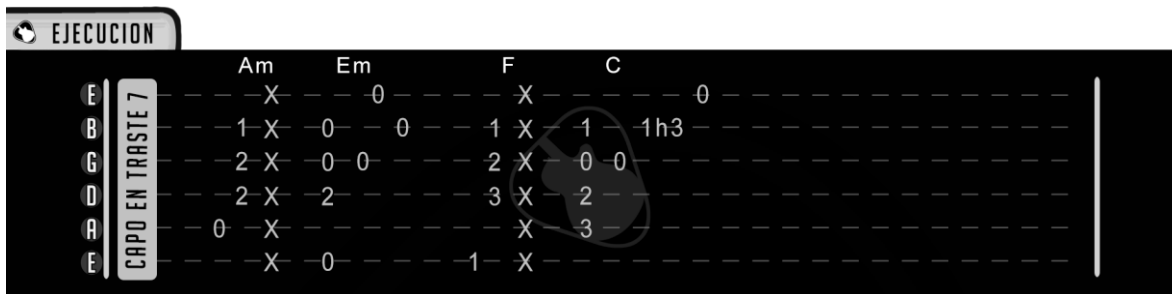 EJECUCION
Am Em F C
CAPO EN TRASTE 7
E — — — — X — — — 0 — — — — — X — — — — — — 0 — — — — — — — — — — —
B — — — 1 X — 0 — — 0 — — — 1 X — 1 — 1h3 — — — — — — — — — — — —
G — — — 2 X — 0 0 — — — — — 2 X — 0 0 — — — — — — — — — — — — — —
D — — — 2 X — 2 — — — — — — 3 X — 2 — — — — — — — — — — — — — — —
A — — 0 — X — — — — — — — — — X — 3 — — — — — — — — — — — — — — —
E — — — — X — 0 — — — — — 1 — X — — — — — — — — — — — — — — — — —